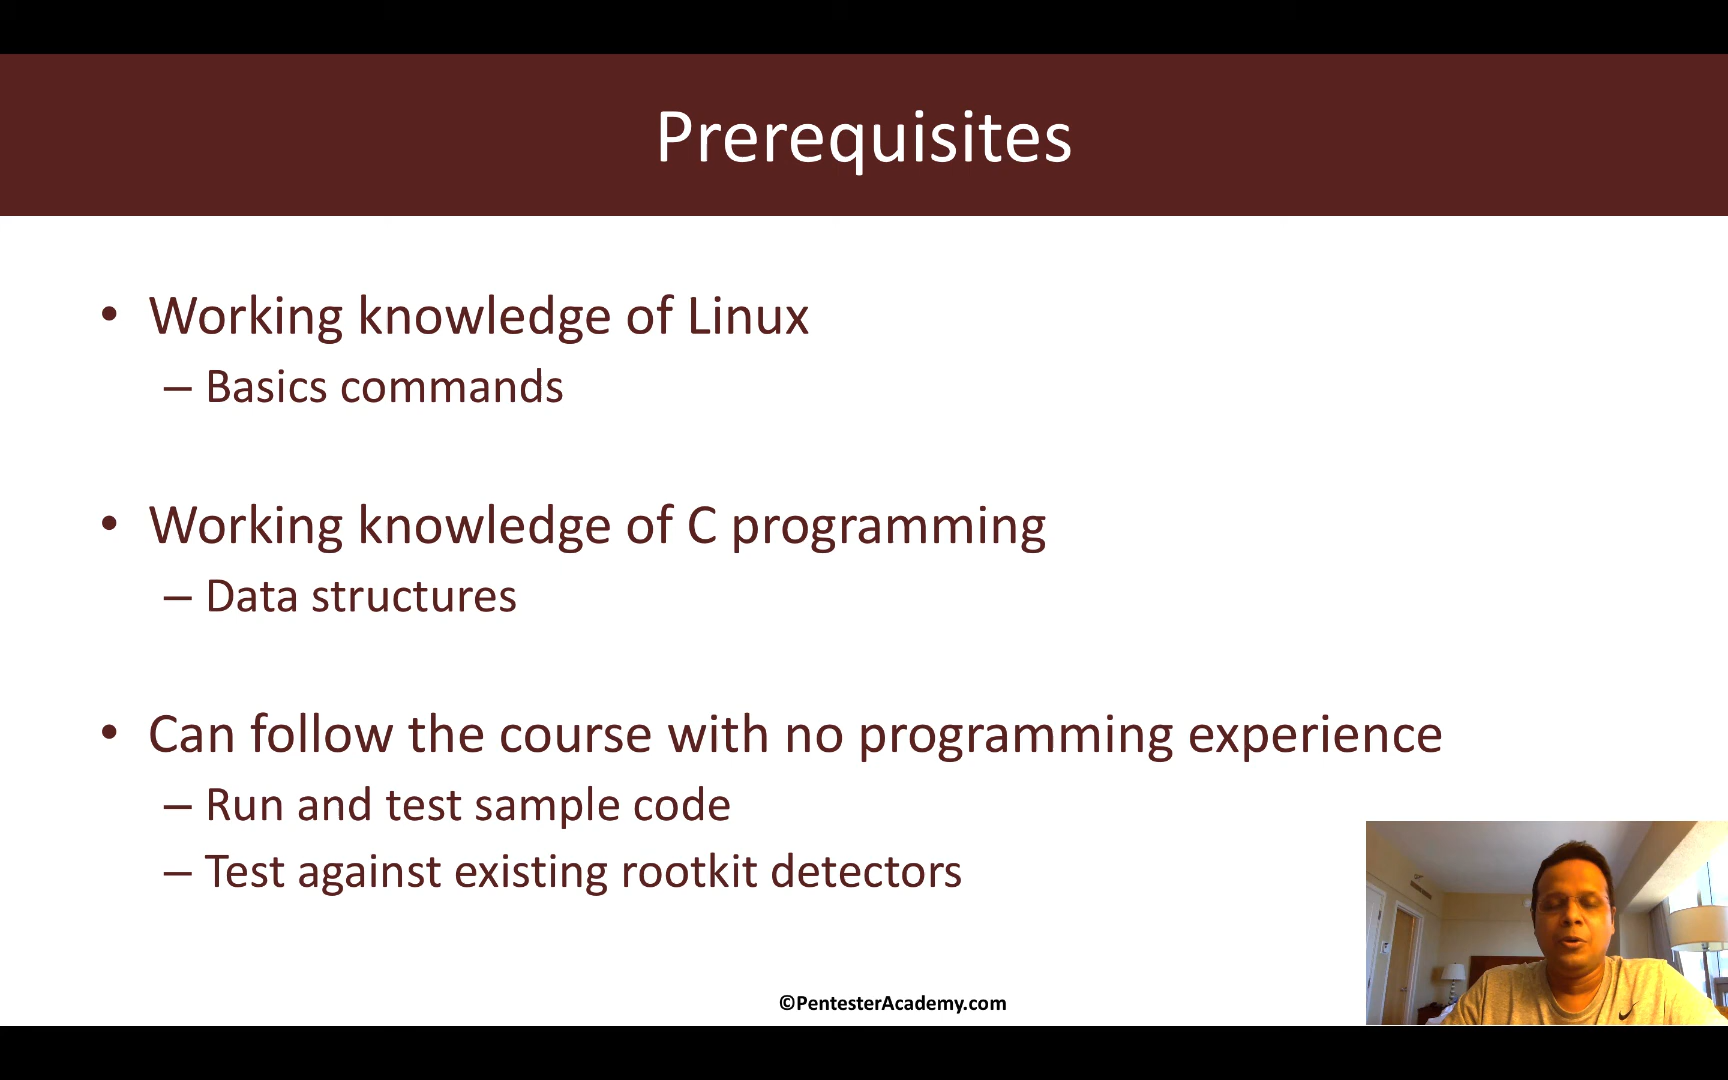 Prerequisites
• Working knowledge of Linux
– Basics commands
• Working knowledge of C programming
– Data structures
• Can follow the course with no programming experience
– Run and test sample code
– Test against existing rootkit detectors
©PentesterAcademy.com